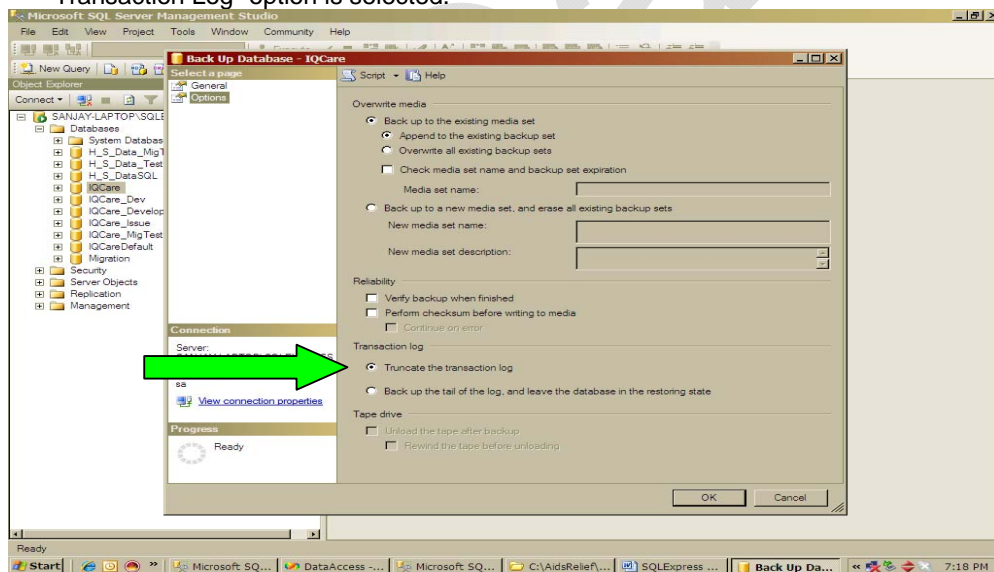 Transaction Log" option is selected.
Microsoft SQL Server Management Studio
File Edit View Project Tools Window Community Help
New Query
Object Explorer
Connect
SANJAY-LAPTOP\SQLE
Databases
System Databas
H_S_Data_MigT
H_S_Data_Test
H_S_DataSQL
IQCare
IQCare_Dev
IQCare_Develop
IQCare_Issue
IQCare_MigTest
IQCareDefault
Migration
Security
Server Objects
Replication
Management
Back Up Database - IQCare
Select a page
General
Options
Script Help
Overwrite media
Back up to the existing media set
Append to the existing backup set
Overwrite all existing backup sets
Check media set name and backup set expiration
Media set name:
Back up to a new media set, and erase all existing backup sets
New media set name:
New media set description:
Reliability
Verify backup when finished
Perform checksum before writing to media
Continue on error
Transaction log
Truncate the transaction log
Back up the tail of the log, and leave the database in the restoring state
Tape drive
Unload the tape after backup
Rewind the tape before unloading
Connection
Server:
sa
View connection properties
Progress
Ready
OK Cancel
Ready
Start » Microsoft SQ... DataAccess -... Microsoft SQ... C:\AidsRelief\... SQLExpress ... Back Up Da... « 7:18 PM